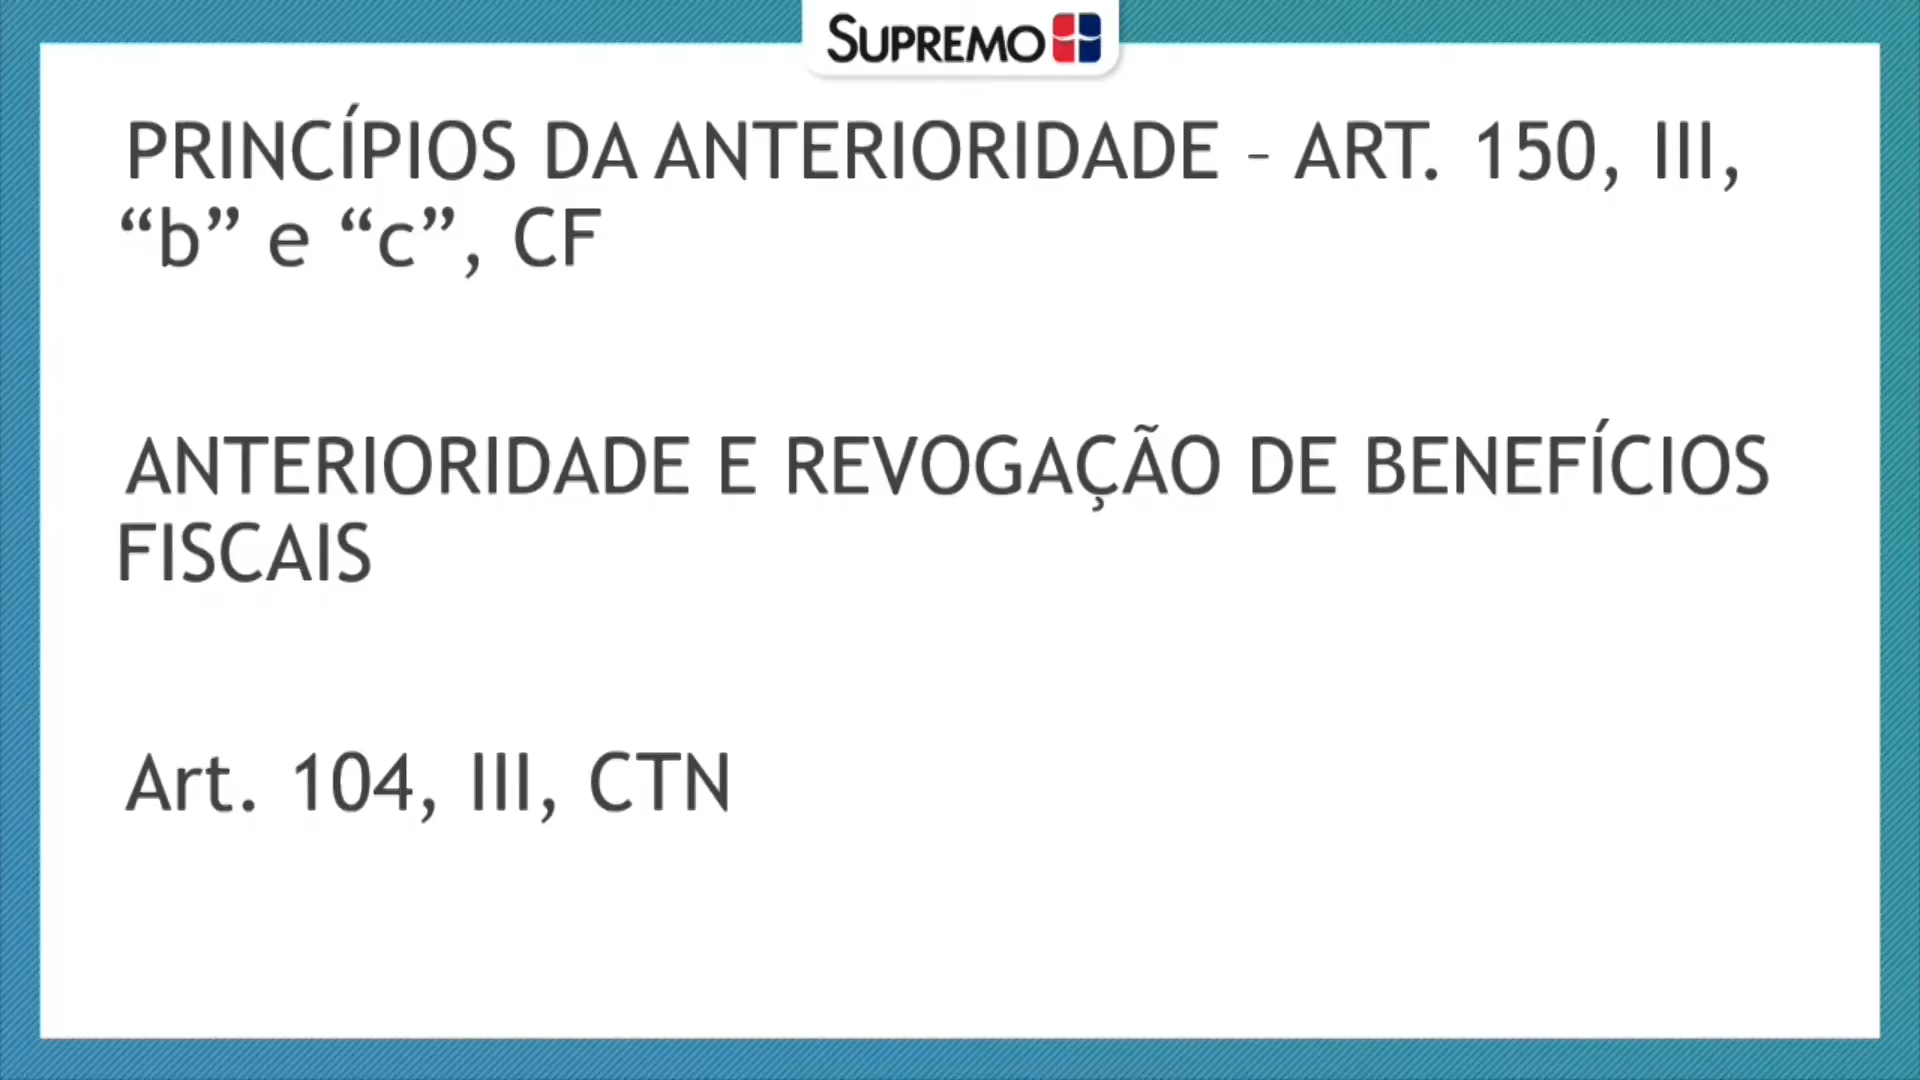 SUPREMO
PRINCÍPIOS DA ANTERIORIDADE – ART. 150, III,
“b” e “c”, CF
ANTERIORIDADE E REVOGAÇÃO DE BENEFÍCIOS
FISCAIS
Art. 104, III, CTN